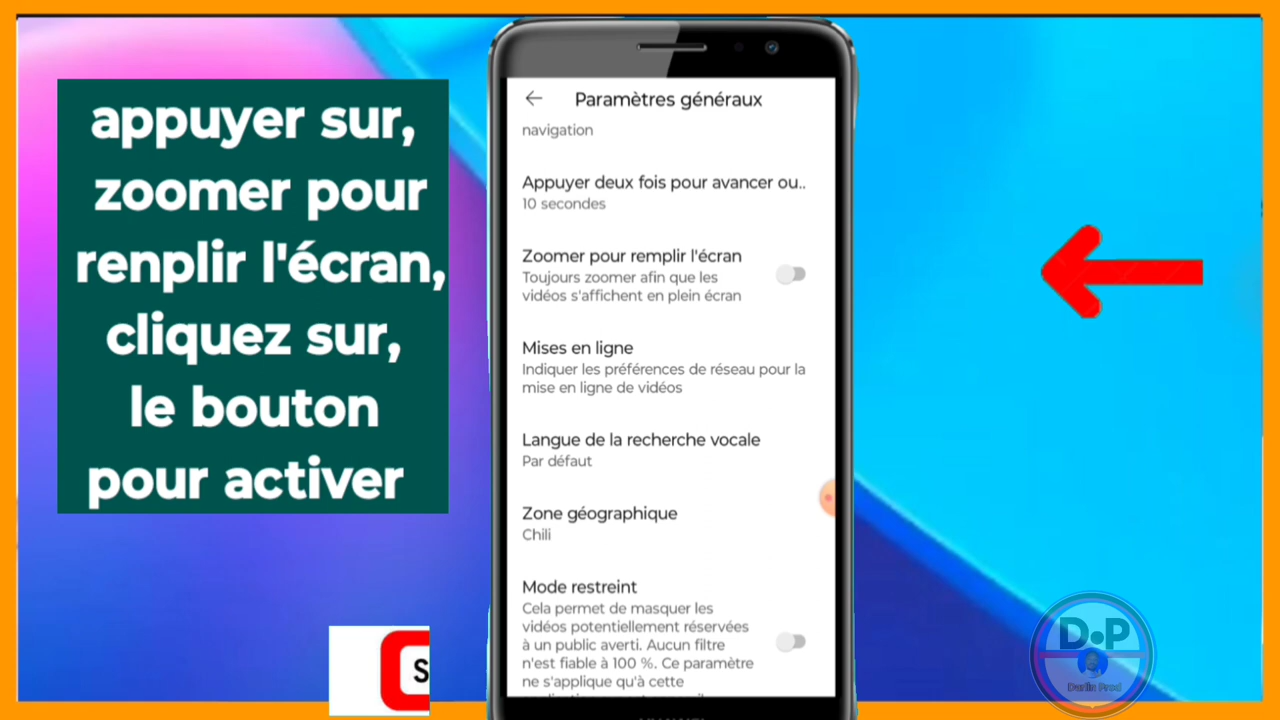 appuyer sur,
zoomer pour
renplir l'écran,
cliquez sur,
le bouton
pour activer
Paramètres généraux
navigation
Appuyer deux fois pour avancer ou..
10 secondes
Zoomer pour remplir l'écran
Toujours zoomer afin que les
vidéos s'affichent en plein écran
Mises en ligne
Indiquer les préférences de réseau pour la
mise en ligne de vidéos
Langue de la recherche vocale
Par défaut
Zone géographique
Chili
Mode restreint
Cela permet de masquer les
vidéos potentiellement réservées
à un public averti. Aucun filtre
n'est fiable à 100 %. Ce paramètre
ne s'applique qu'à cette
S
D.P
Danin Prod